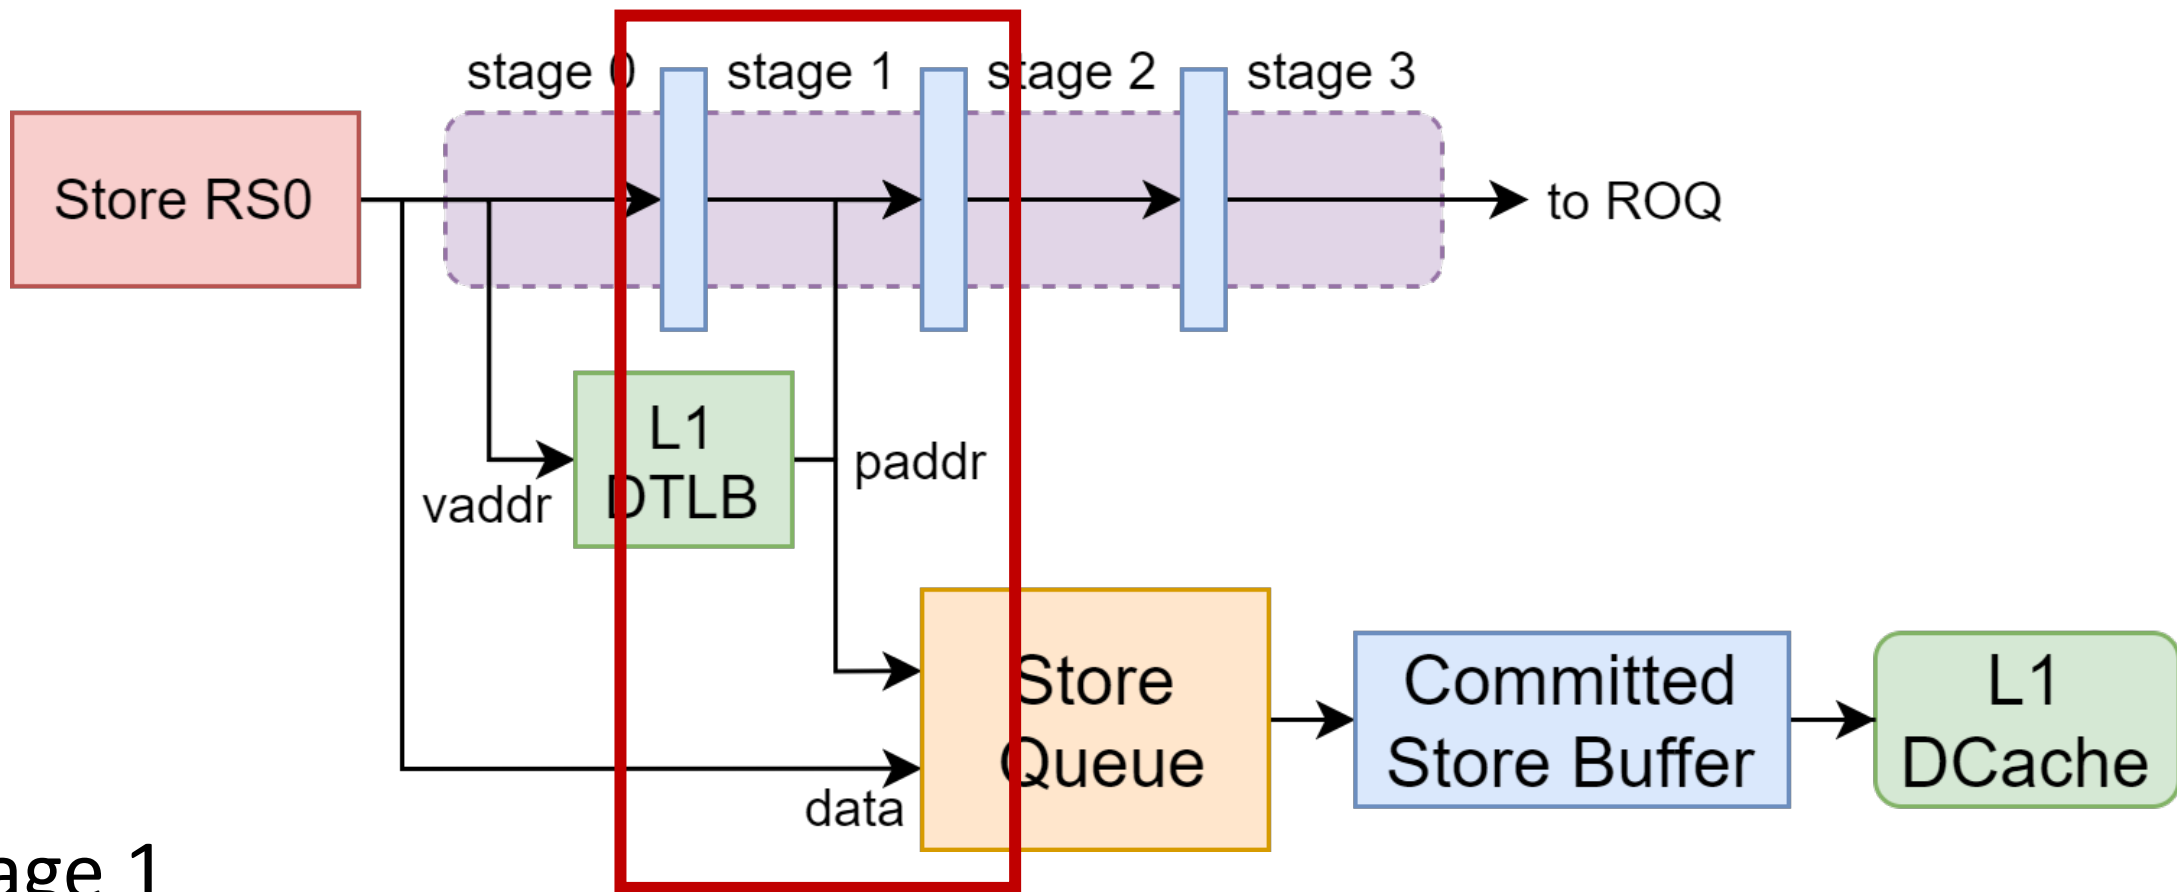 stage 0
stage 1
stage 2
stage 3
Store RS0
to ROQ
L1
DTLB
vaddr
paddr
Store
Queue
data
Committed
Store Buffer
L1
DCache
age 1